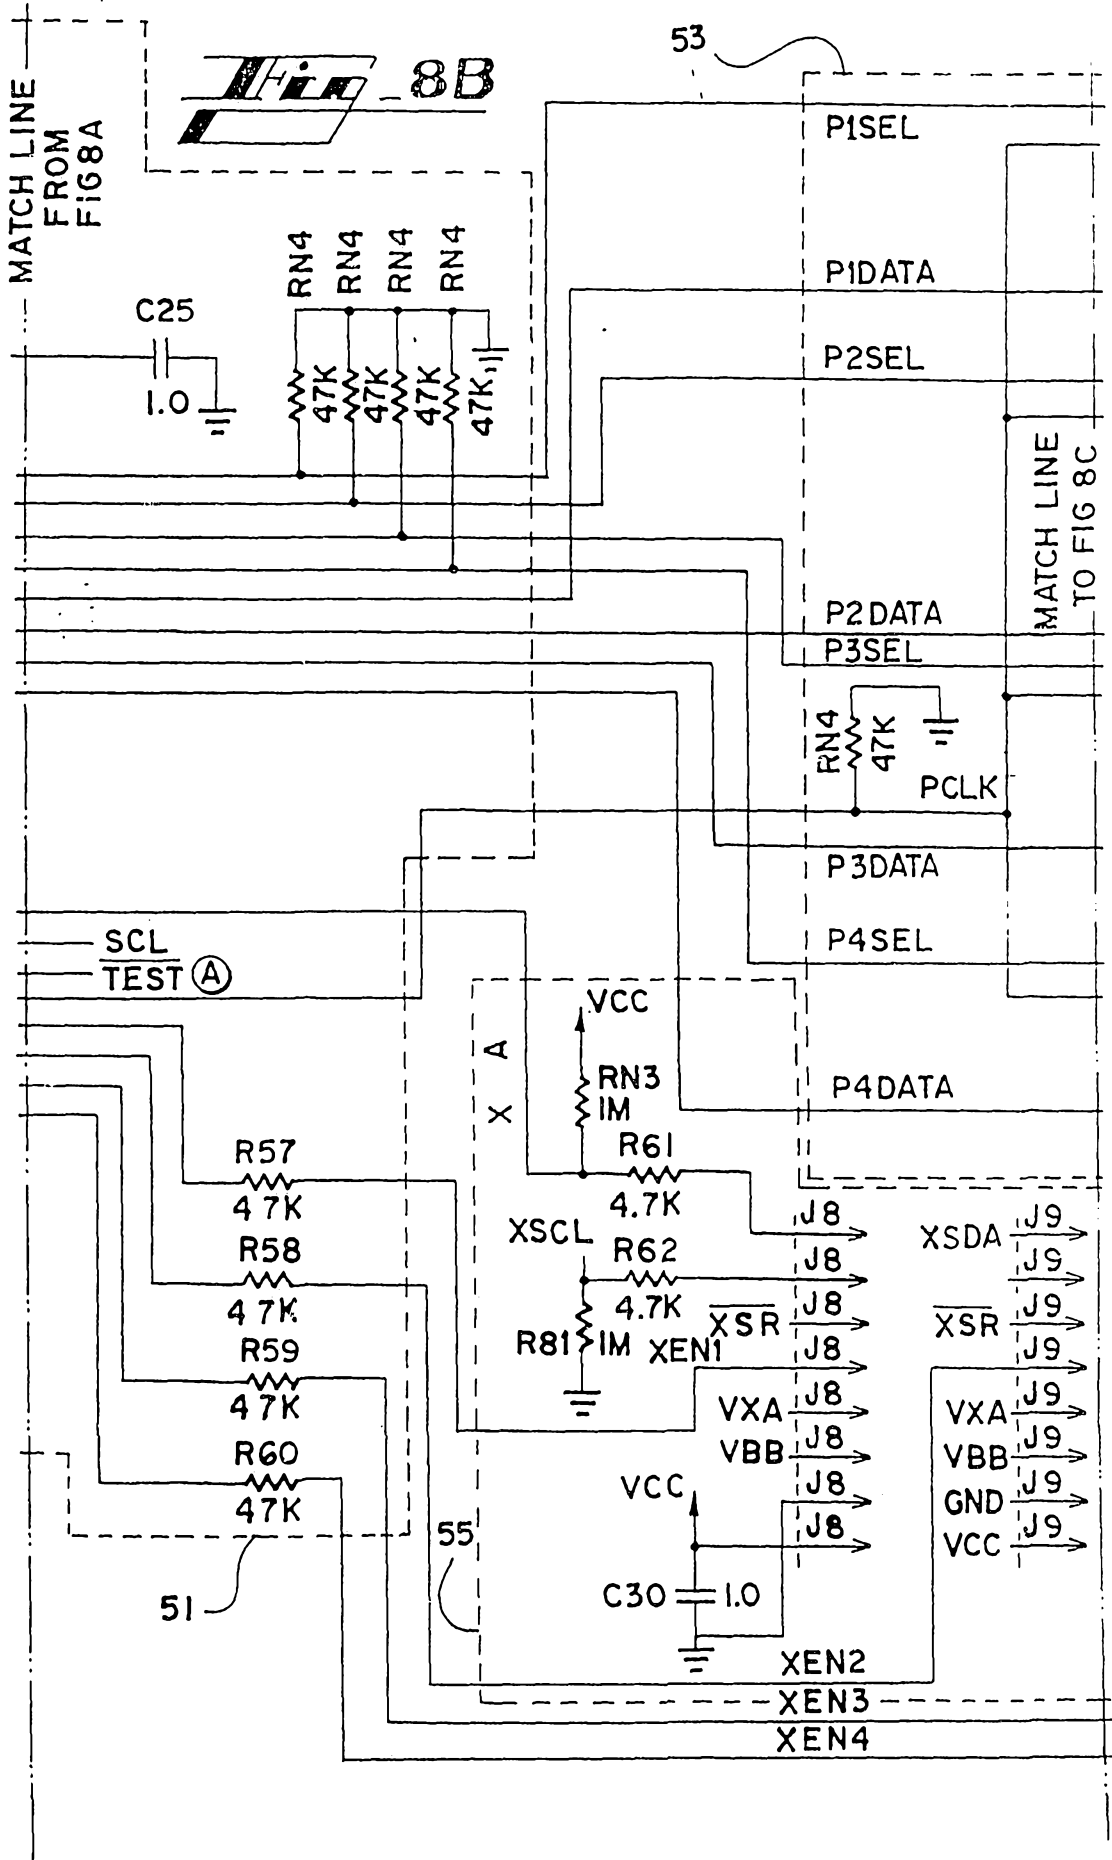 53
Fig 8B
MATCH LINE
FROM
FiG8A
P1SEL
RN4
RN4
RN4
RN4
P1DATA
C25
1.0
P2SEL
47K
47K
47K
47K
MATCH LINE
TO FIG 8C
P2DATA
P3SEL
RN4
47K
PCLK
P3DATA
SCL
TEST A
P4SEL
VCC
X A
RN3
1M
P4DATA
R57
47K
R61
4.7K
J8
J9
XSDA
XSCL
R62
4.7K
J8
J9
R58
47K
XSR
J8
XSR
J9
R81
1M
XEN1
J8
J9
R59
47K
VXA
J8
VXA
J9
VBB
J8
VBB
J9
R60
47K
VCC
J8
GND
J9
J8
VCC
J9
55
C30
1.0
51
XEN2
XEN3
XEN4